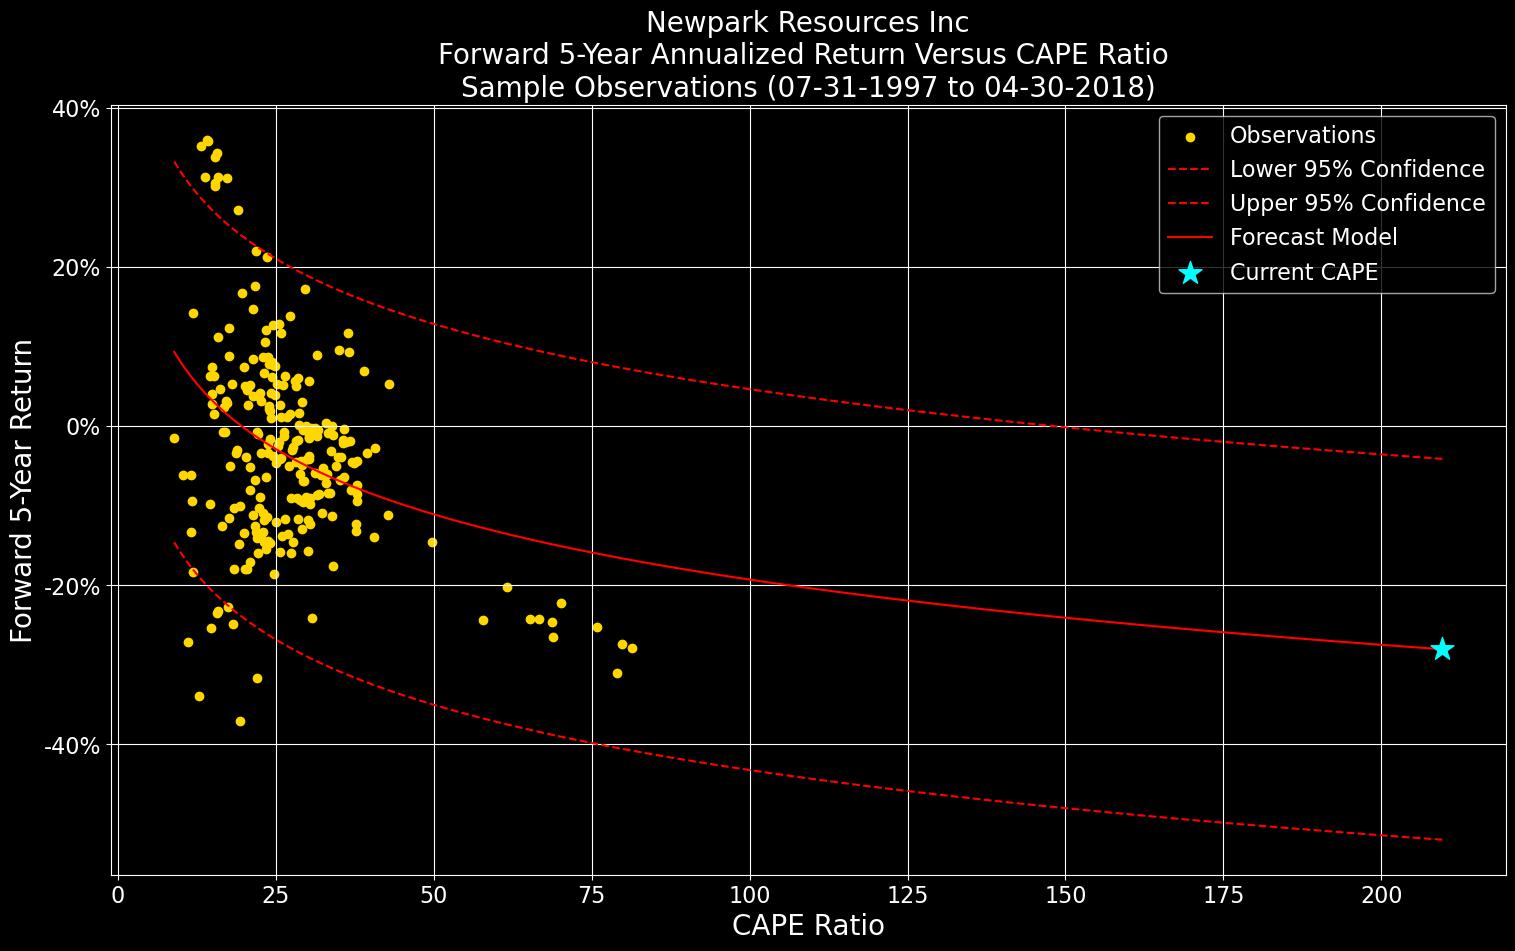 Newpark Resources Inc
Forward 5-Year Annualized Return Versus CAPE Ratio
Sample Observations (07-31-1997 to 04-30-2018)
Observations
Lower 95% Confidence
Upper 95% Confidence
Forecast Model
Current CAPE
Forward 5-Year Return
40%
20%
0%
-20%
-40%
0 25 50 75 100 125 150 175 200
CAPE Ratio